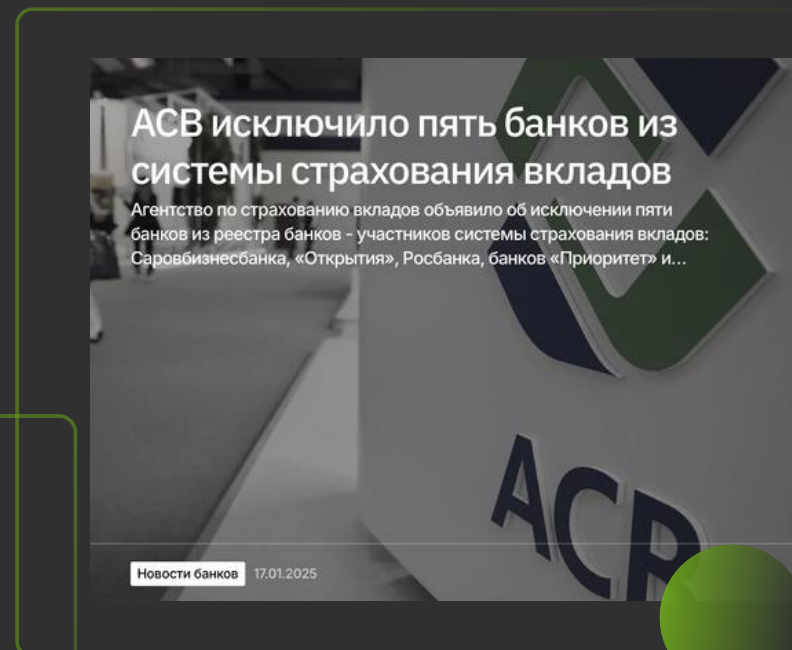 АСВ исключило пять банков из
системы страхования вкладов
Агентство по страхованию вкладов объявило об исключении пяти
банков из реестра банков - участников системы страхования вкладов:
Саровбизнесбанка, «Открытия», Росбанка, банков «Приоритет» и...
АСВ
Новости банков 17.01.2025